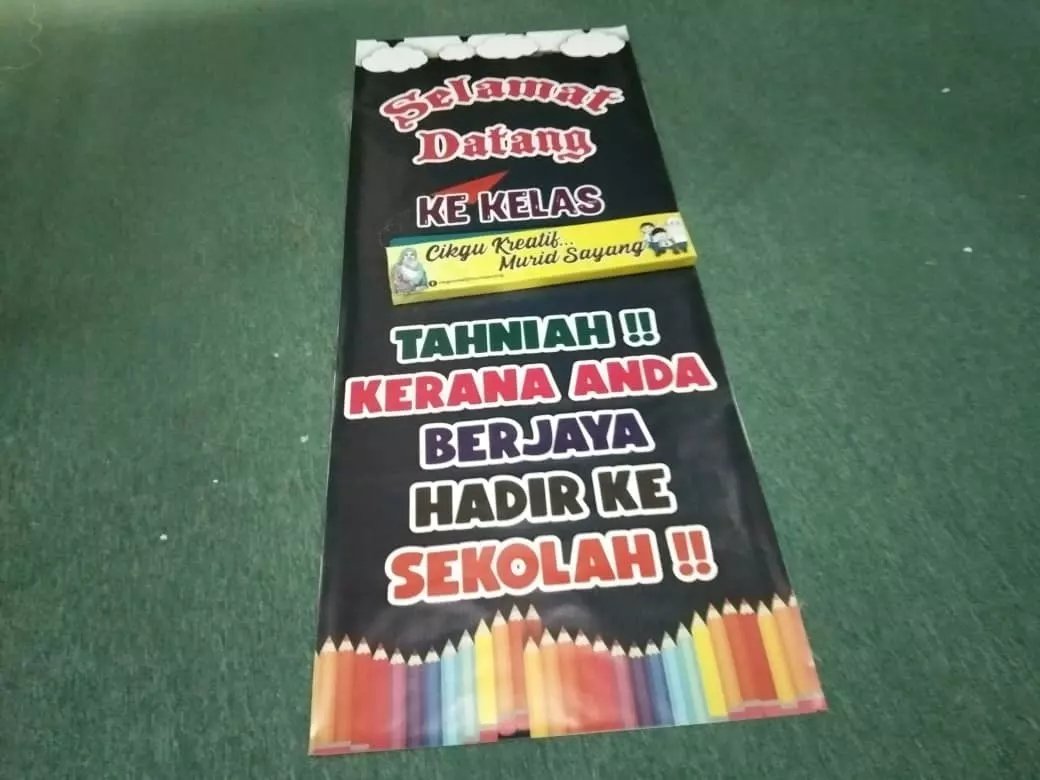 Selamat
Datang
KE KELAS
Cikgu Kreatif...
Murid Sayang
TAHNIAH !!
KERANA ANDA
BERJAYA
HADIR KE
SEKOLAH !!